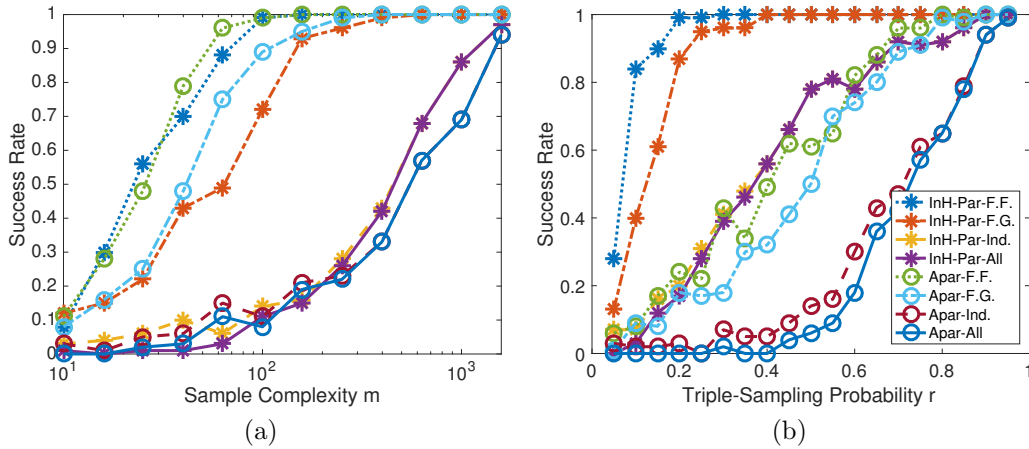 1
0.9
0.8
0.7
0.6
0.5
0.4
0.3
0.2
0.1
0
Success Rate
10^1
10^2
10^3
Sample Complexity m
(a)
1
0.8
0.6
0.4
0.2
0
Success Rate
0
0.2
0.4
0.6
0.8
1
Triple-Sampling Probability r
InH-Par-F.F.
InH-Par-F.G.
InH-Par-Ind.
InH-Par-All
Apar-F.F.
Apar-F.G.
Apar-Ind.
Apar-All
(b)